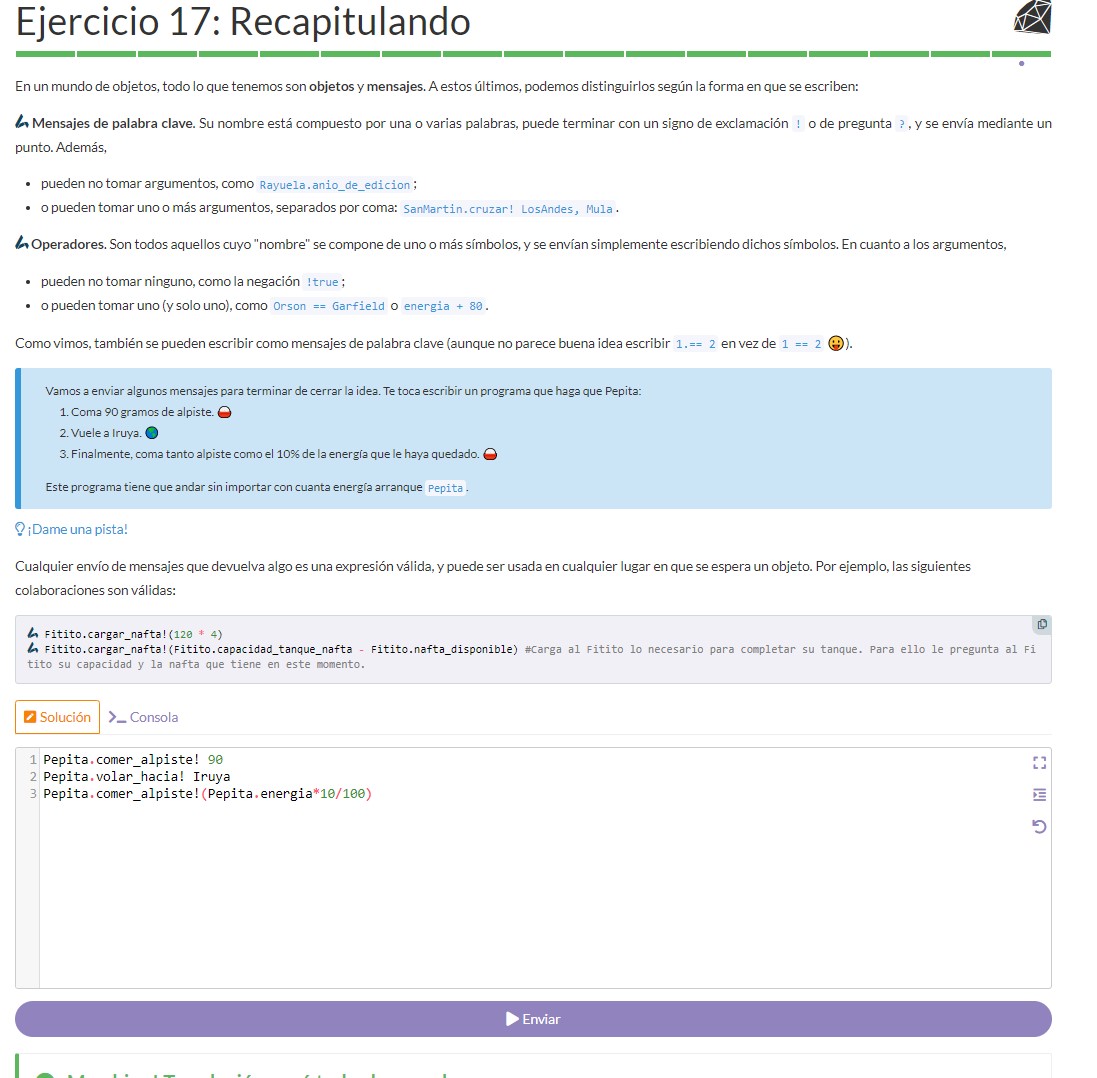 Ejercicio 17: Recapitulando
En un mundo de objetos, todo lo que tenemos son objetos y mensajes. A estos últimos, podemos distinguirlos según la forma en que se escriben:
Mensajes de palabra clave. Su nombre está compuesto por una o varias palabras, puede terminar con un signo de exclamación ! o de pregunta ?, y se envía mediante un
punto. Además,
• pueden no tomar argumentos, como Rayuela.anio_de_edicion;
• o pueden tomar uno o más argumentos, separados por coma: SanMartin.cruzar! LosAndes, Mula.
Operadores. Son todos aquellos cuyo "nombre" se compone de uno o más símbolos, y se envían simplemente escribiendo dichos símbolos. En cuanto a los argumentos,
• pueden no tomar ninguno, como la negación !true;
• o pueden tomar uno (y solo uno), como Orson == Garfield o energia + 80.
Como vimos, también se pueden escribir como mensajes de palabra clave (aunque no parece buena idea escribir 1.== 2 en vez de 1 == 2 😛).
Vamos a enviar algunos mensajes para terminar de cerrar la idea. Te toca escribir un programa que haga que Pepita:
1. Coma 90 gramos de alpiste.
2. Vuele a Iruya.
3. Finalmente, coma tanto alpiste como el 10% de la energía que le haya quedado.
Este programa tiene que andar sin importar con cuanta energía arranque Pepita.
¡Dame una pista!
Cualquier envío de mensajes que devuelva algo es una expresión válida, y puede ser usada en cualquier lugar en que se espera un objeto. Por ejemplo, las siguientes
colaboraciones son válidas:
Fitito.cargar_nafta!(120 * 4)
Fitito.cargar_nafta!(Fitito.capacidad_tanque_nafta - Fitito.nafta_disponible) #Carga al Fitito lo necesario para completar su tanque. Para ello le pregunta al Fi
tito su capacidad y la nafta que tiene en este momento.
Solución >_ Consola
1 Pepita.comer_alpiste! 90
2 Pepita.volar_hacia! Iruya
3 Pepita.comer_alpiste!(Pepita.energia*10/100)
Enviar